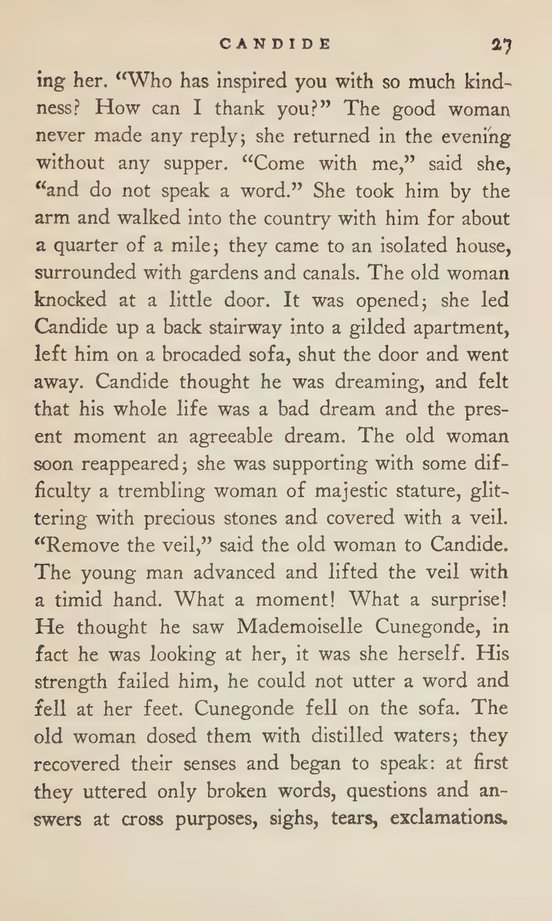 CANDIDE 27
ing her. “Who has inspired you with so much kind-
ness? How can I thank you?” The good woman
never made any reply; she returned in the evening
without any supper. “Come with me,” said she,
“and do not speak a word.” She took him by the
arm and walked into the country with him for about
a quarter of a mile; they came to an isolated house,
surrounded with gardens and canals. The old woman
knocked at a little door. It was opened; she led
Candide up a back stairway into a gilded apartment,
left him on a brocaded sofa, shut the door and went
away. Candide thought he was dreaming, and felt
that his whole life was a bad dream and the pres-
ent moment an agreeable dream. The old woman
soon reappeared; she was supporting with some dif-
ficulty a trembling woman of majestic stature, glit-
tering with precious stones and covered with a veil.
“Remove the veil,” said the old woman to Candide.
The young man advanced and lifted the veil with
a timid hand. What a moment! What a surprise!
He thought he saw Mademoiselle Cunegonde, in
fact he was looking at her, it was she herself. His
strength failed him, he could not utter a word and
fell at her feet. Cunegonde fell on the sofa. The
old woman dosed them with distilled waters; they
recovered their senses and began to speak: at first
they uttered only broken words, questions and an-
swers at cross purposes, sighs, tears, exclamations.